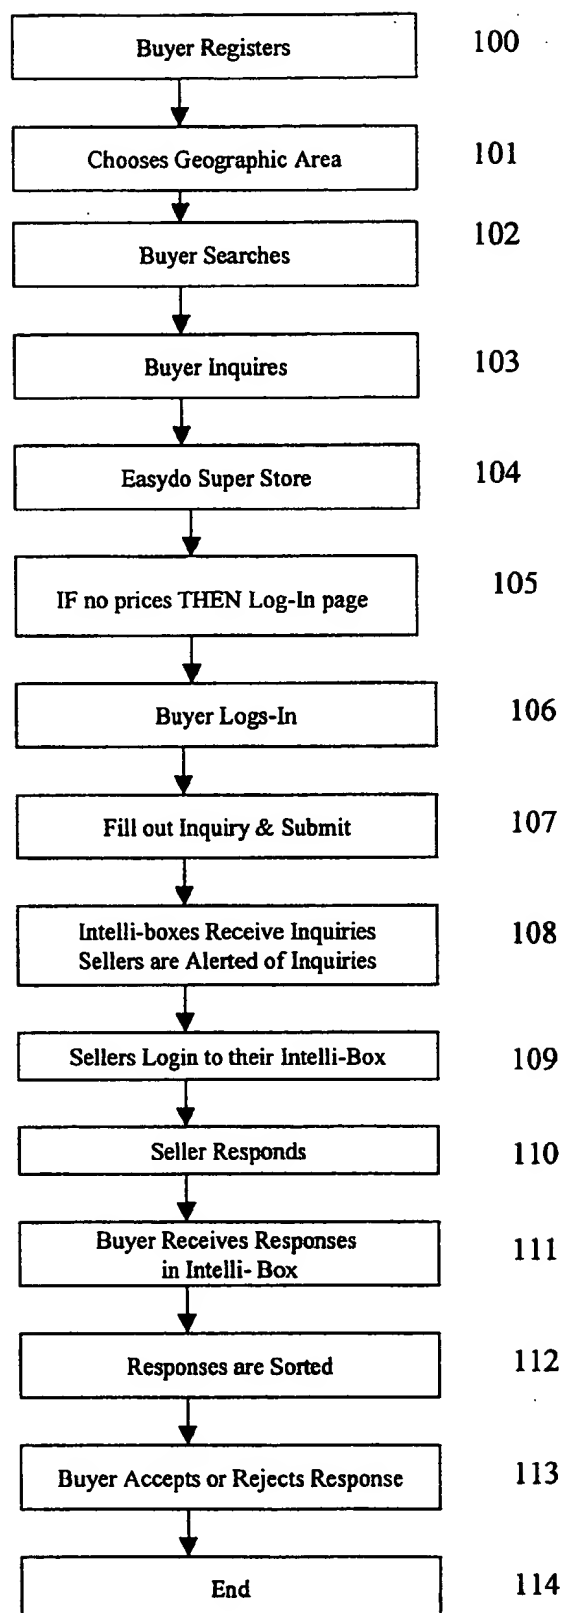 Buyer Registers 100
Chooses Geographic Area 101
Buyer Searches 102
Buyer Inquires 103
Easydo Super Store 104
IF no prices THEN Log-In page 105
Buyer Logs-In 106
Fill out Inquiry & Submit 107
Intelli-boxes Receive Inquiries 108
Sellers are Alerted of Inquiries
Sellers Login to their Intelli-Box 109
Seller Responds 110
Buyer Receives Responses 111
in Intelli- Box
Responses are Sorted 112
Buyer Accepts or Rejects Response 113
End 114